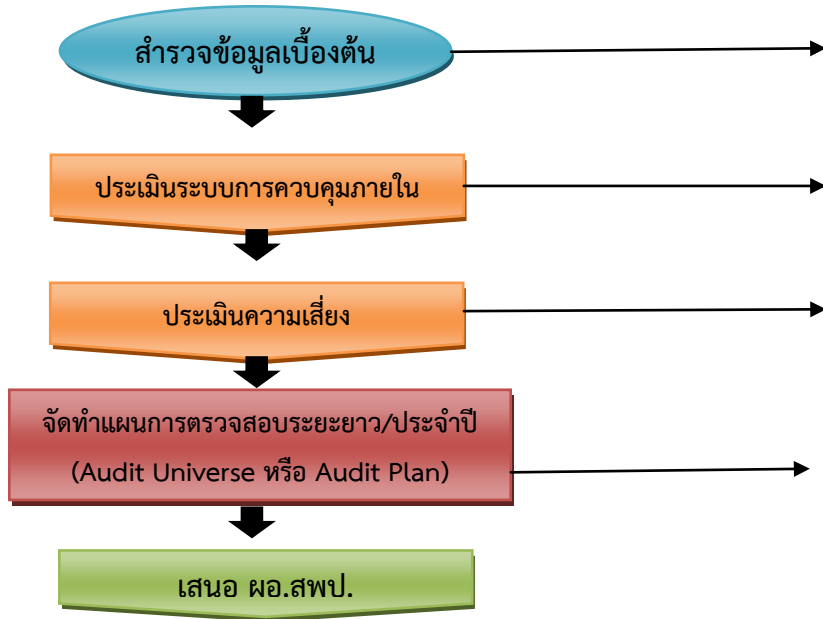 สำรวจข้อมูลเบื้องต้น
ประเมินระบบการควบคุมภายใน
ประเมินความเสี่ยง
จัดทำแผนการตรวจสอบระยะยาว/ประจำปี
(Audit Universe หรือ Audit Plan)
เสนอ ผอ.สพป.